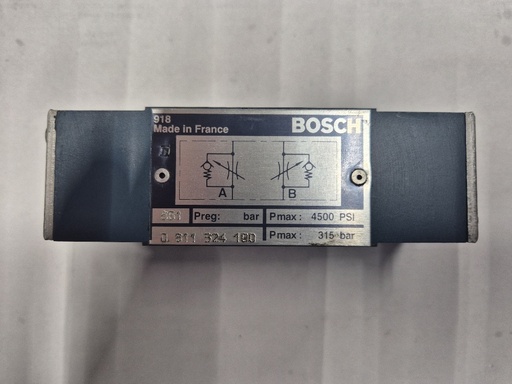 918
Made in France
BOSCH
A
B
Preg: bar
Pmax: 4500 PSI
0 811 324 100
Pmax: 315 bar